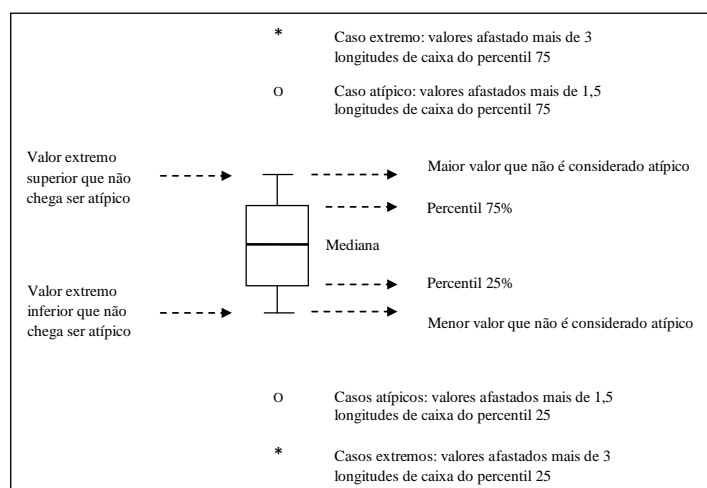 * Caso extremo: valores afastado mais de 3
longitudes de caixa do percentil 75
O Caso atípico: valores afastados mais de 1,5
longitudes de caixa do percentil 75
Valor extremo
superior que não
chega ser atípico
Maior valor que não é considerado atípico
Percentil 75%
Mediana
Percentil 25%
Valor extremo
inferior que não
chega ser atípico
Menor valor que não é considerado atípico
O Casos atípicos: valores afastados mais de 1,5
longitudes de caixa do percentil 25
* Casos extremos: valores afastados mais de 3
longitudes de caixa do percentil 25